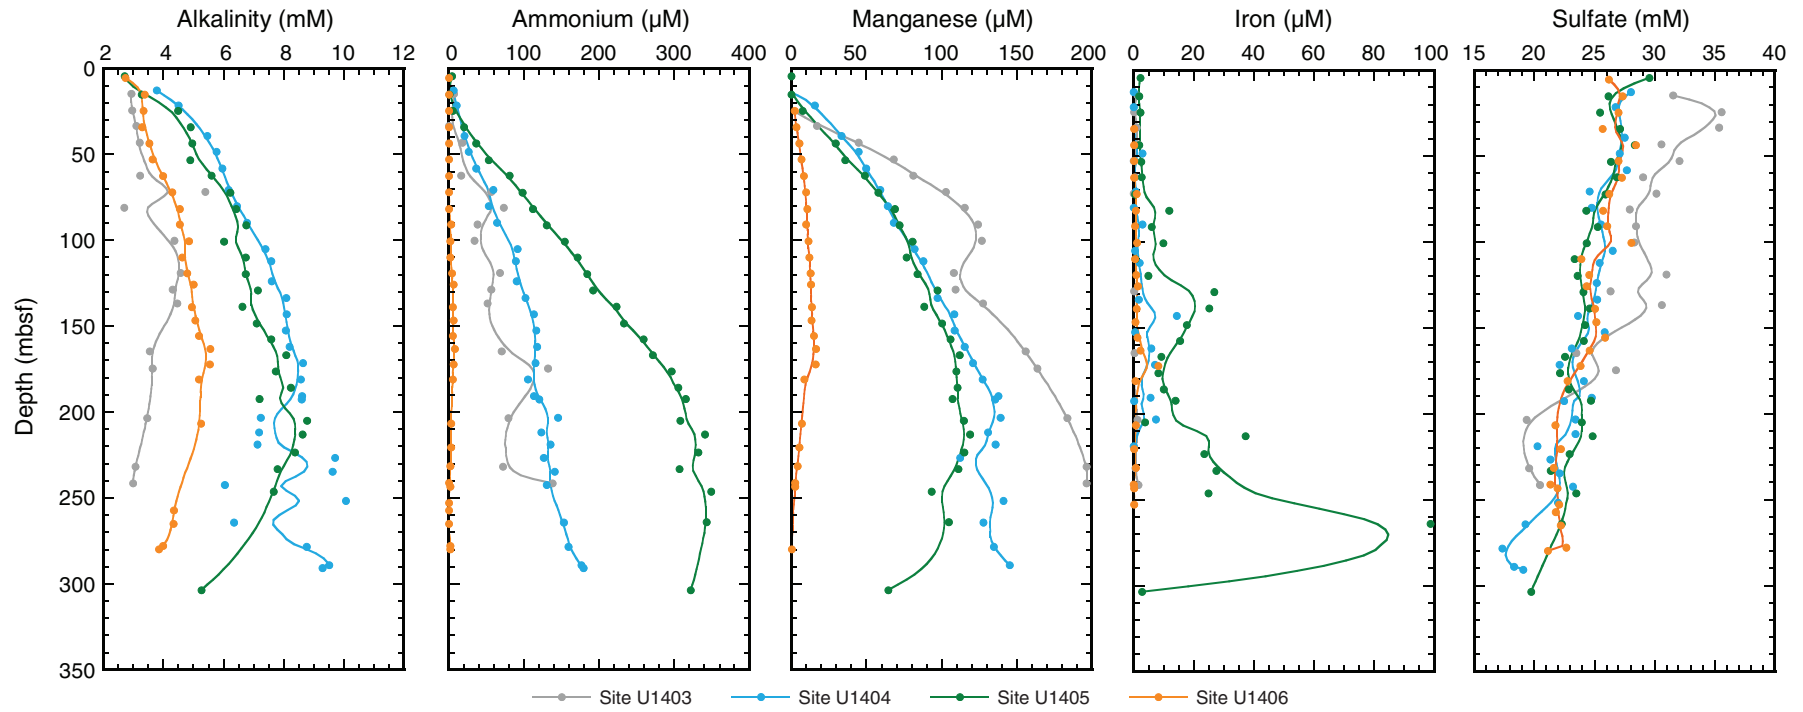 Alkalinity (mM) Ammonium (µM) Manganese (µM) Iron (µM) Sulfate (mM)
2 4 6 8 10 12 0 100 200 300 400 0 50 100 150 200 0 20 40 60 80 100 15 20 25 30 35 40
0
50
100
150
200
250
300
350
Depth (mbsf)
Site U1403 Site U1404 Site U1405 Site U1406